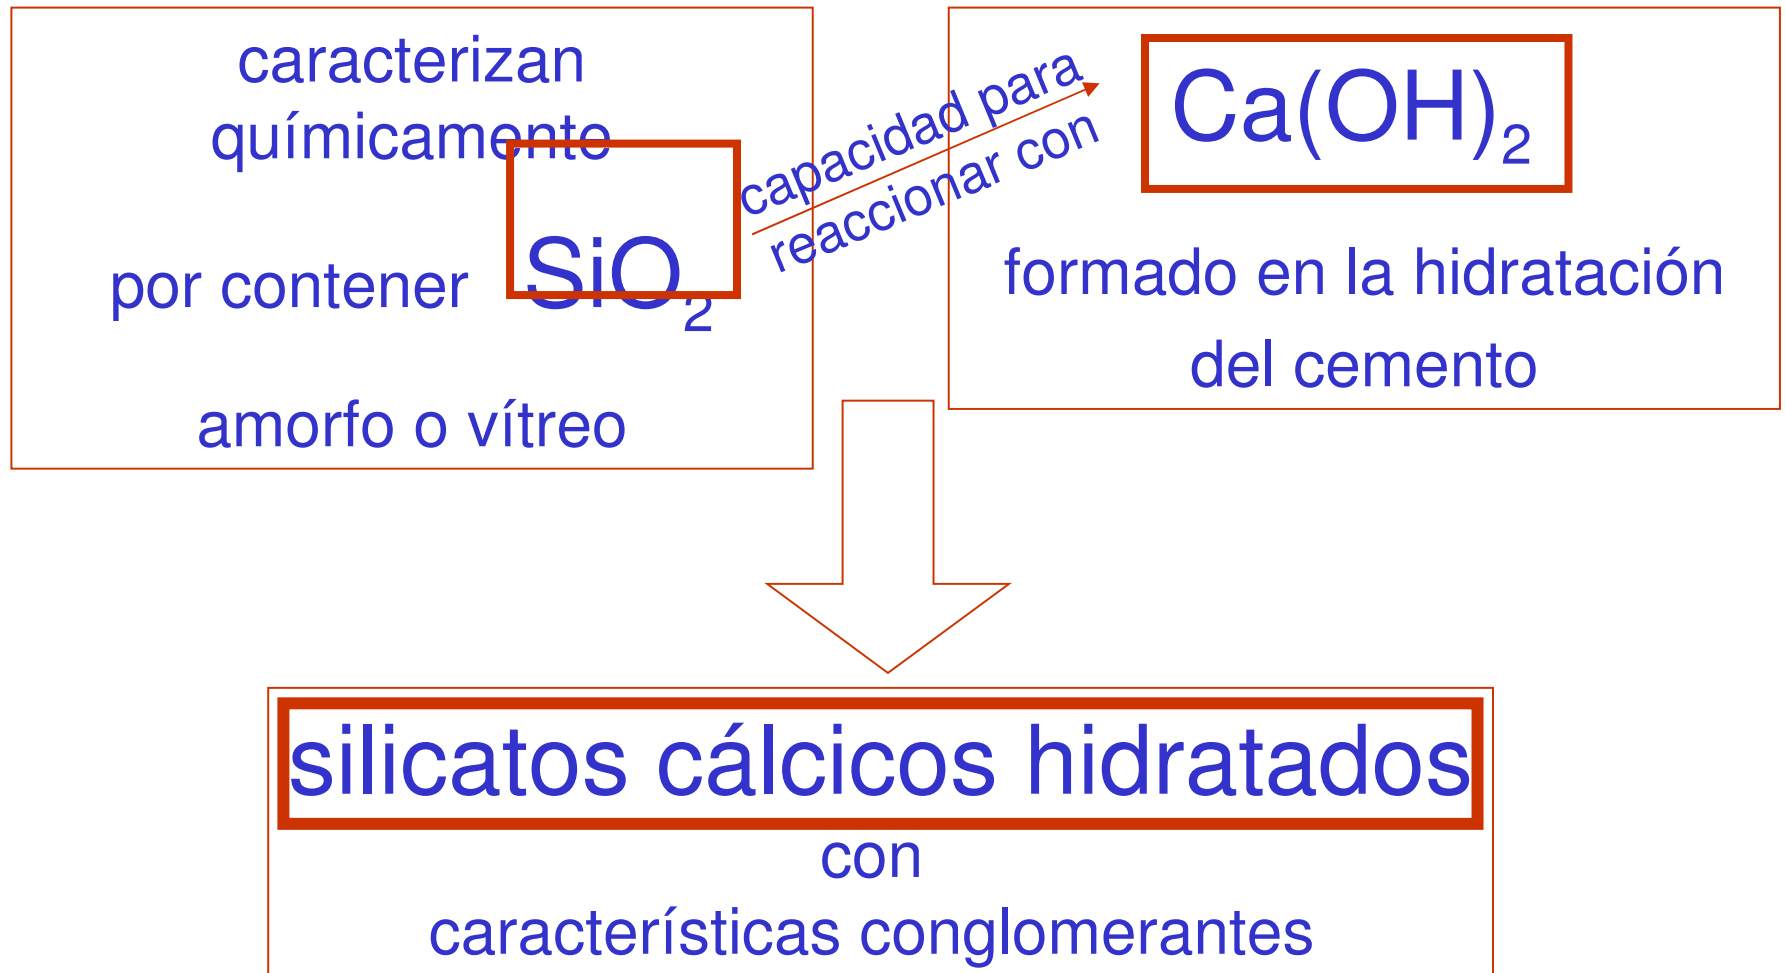 caracterizan
químicamente
por contener SiO₂
amorfo o vítreo
capacidad para
reaccionar con
Ca(OH)₂
formado en la hidratación
del cemento
silicatos cálcicos hidratados
con
características conglomerantes